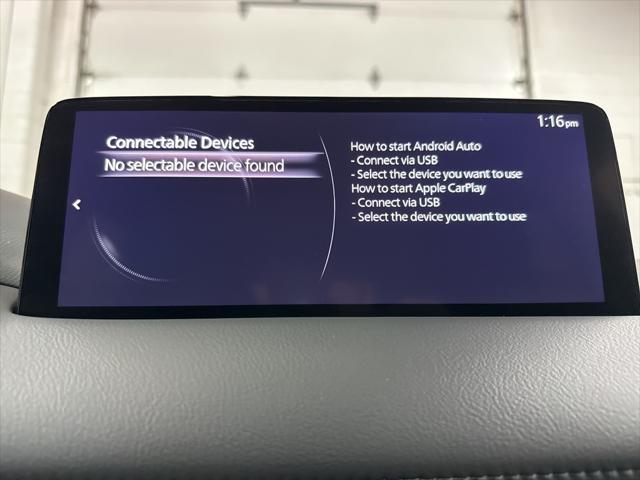 1:16pm
Connectable Devices
No selectable device found
How to start Android Auto
- Connect via USB
- Select the device you want to use
How to start Apple CarPlay
- Connect via USB
- Select the device you want to use